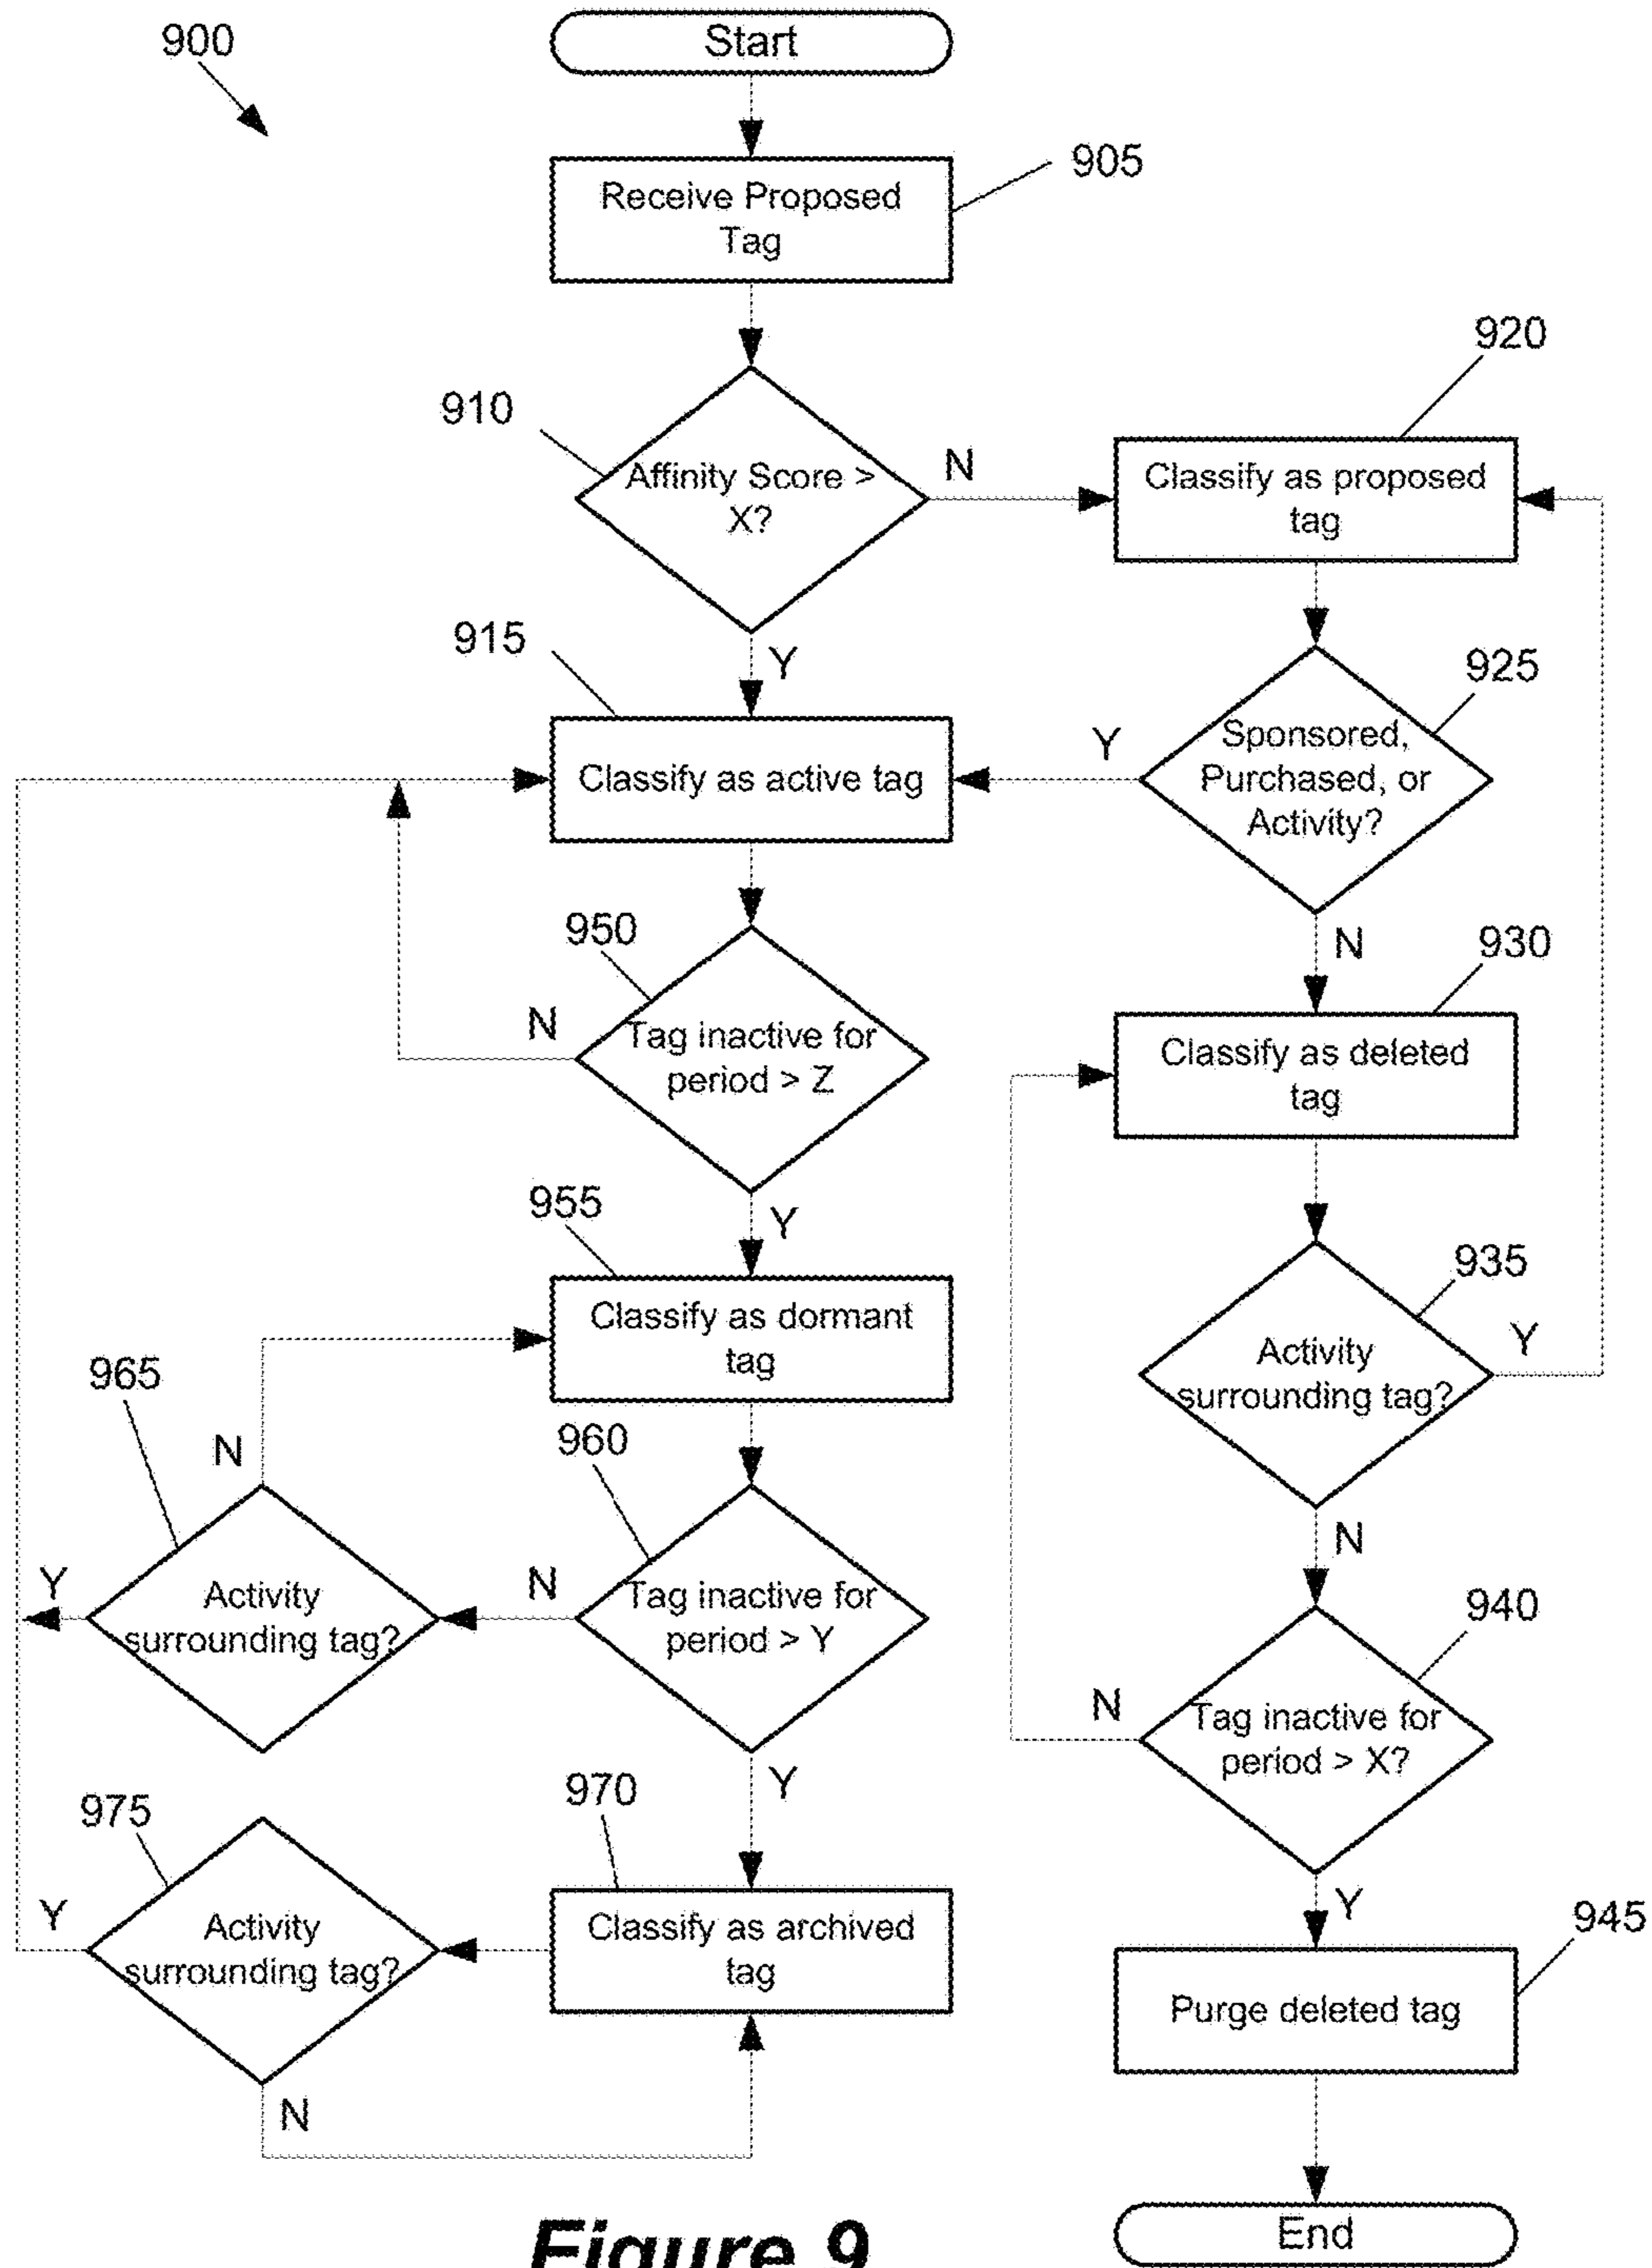 900
Start
905
Receive Proposed
Tag
910
Affinity Score >
X?
N
Y
920
Classify as proposed
tag
915
Classify as active tag
Y
925
Sponsored,
Purchased, or
Activity?
N
950
Tag inactive for
period > Z
N
Y
930
Classify as deleted
tag
955
Classify as dormant
tag
935
Activity
surrounding tag?
Y
N
965
N
Activity
surrounding tag?
Y
960
Tag inactive for
period > Y
N
Y
940
Tag inactive for
period > X?
N
Y
975
Activity
surrounding tag?
Y
N
970
Classify as archived
tag
945
Purge deleted tag
End
Figure 9